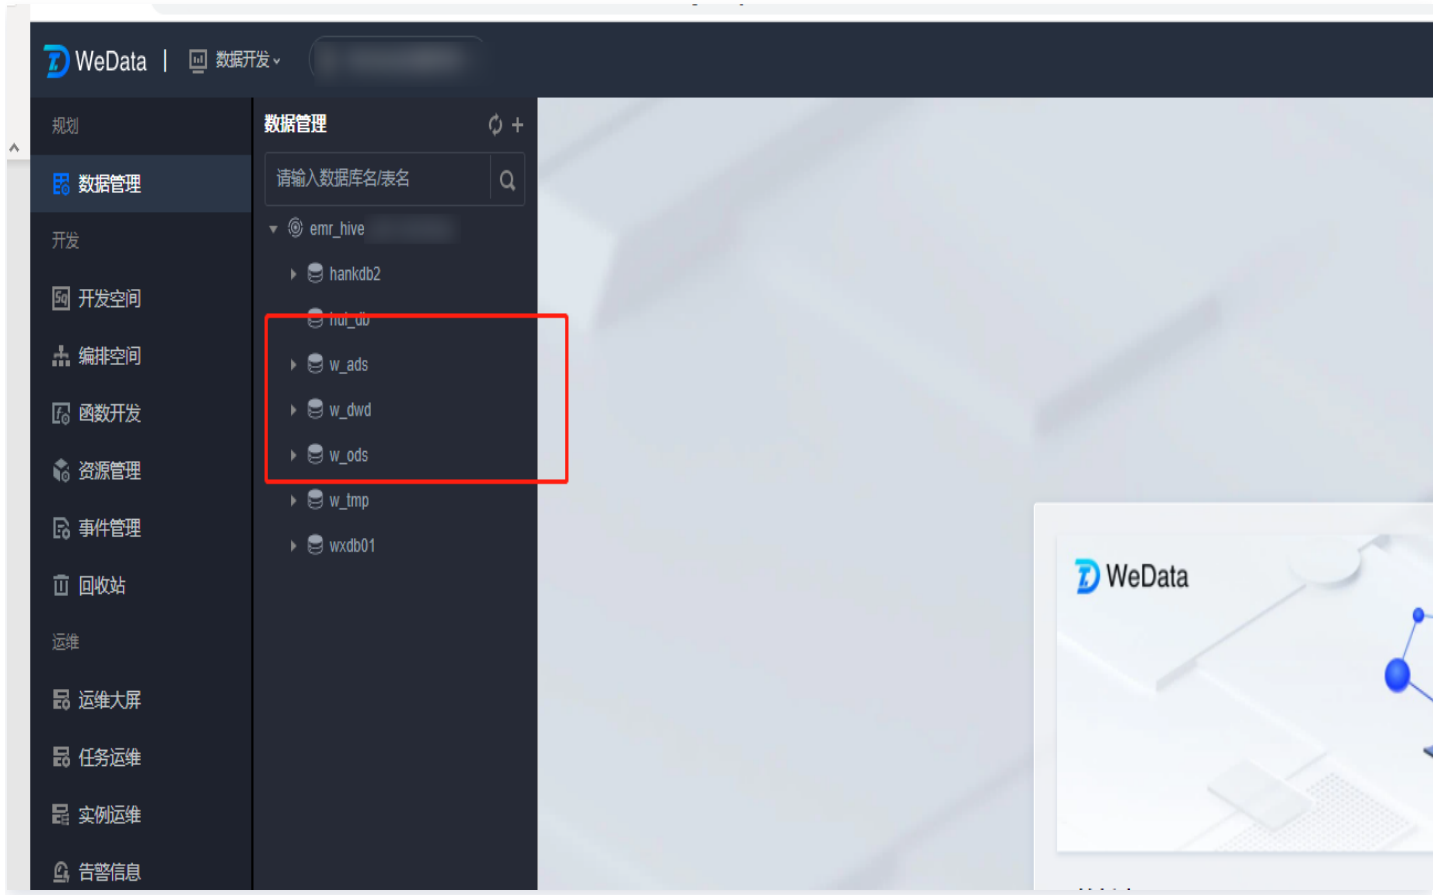 WeData | 数据开发
规划
数据管理
开发
开发空间
编排空间
函数开发
资源管理
事件管理
回收站
运维
运维大屏
任务运维
实例运维
告警信息
数据管理
请输入数据库名/表名
emr_hive
hankdb2
hui_db
w_ads
w_dwd
w_ods
w_tmp
wxdb01
WeData